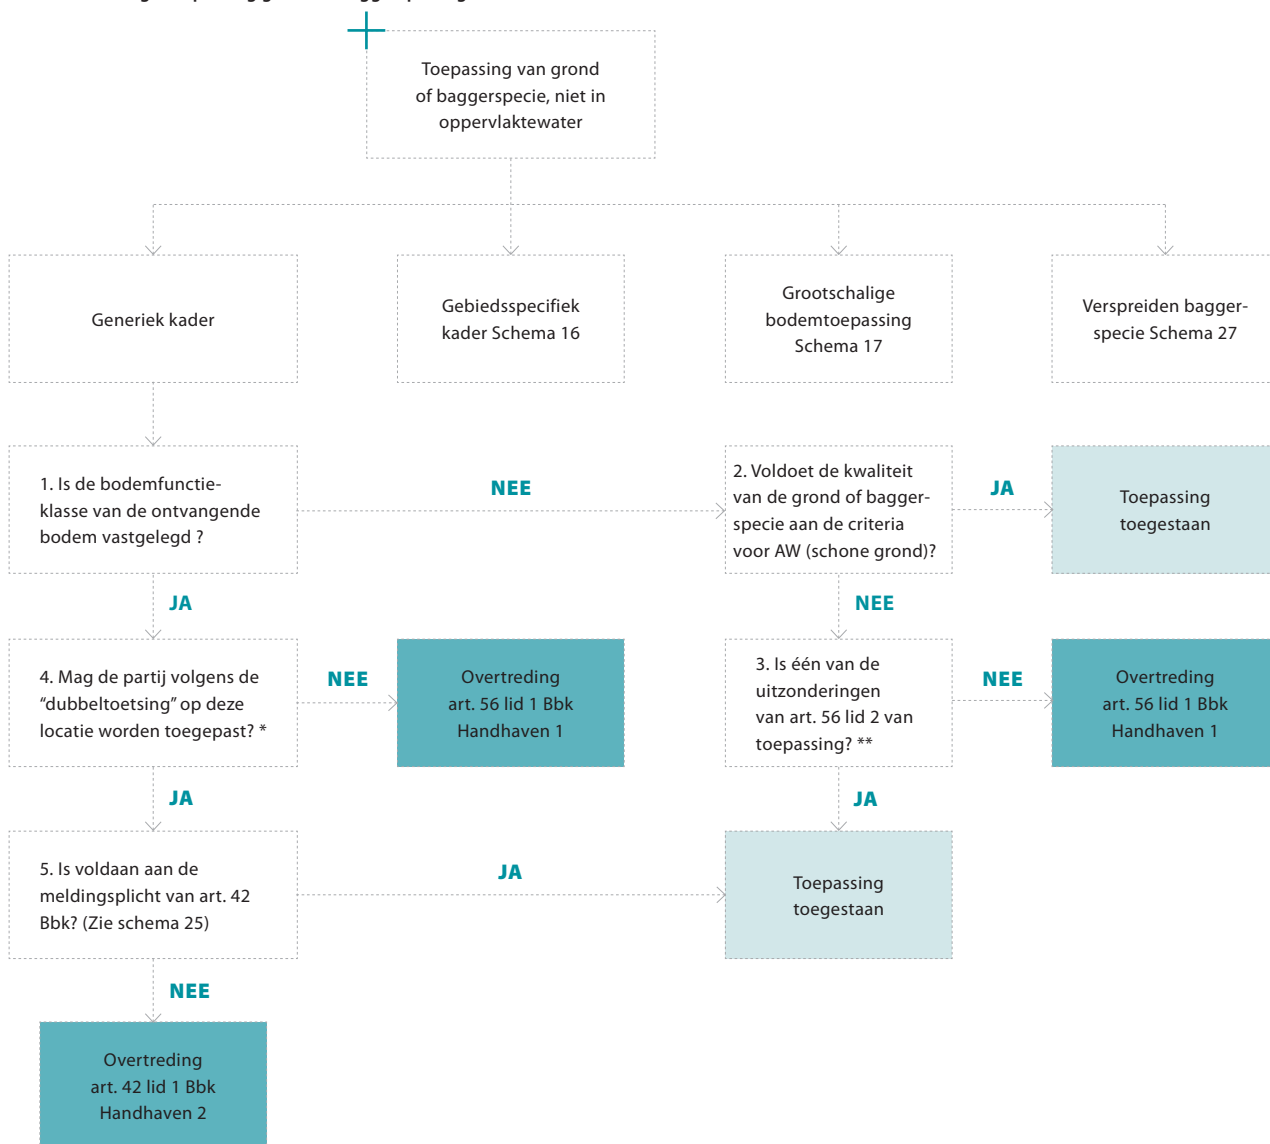 Toepassing van grond
of baggerspecie, niet in
oppervlaktewater
Generiek kader
Gebiedsspecifiek
kader Schema 16
Grootschalige
bodemtoepassing
Schema 17
Verspreiden bagger-
specie Schema 27
1. Is de bodemfunctie-
klasse van de ontvangende
bodem vastgelegd ?
NEE
2. Voldoet de kwaliteit
van de grond of bagger-
specie aan de criteria
voor AW (schone grond)?
JA
Toepassing
toegestaan
JA
NEE
4. Mag de partij volgens de
“dubbeltoetsing” op deze
locatie worden toegepast? *
NEE
Overtreding
art. 56 lid 1 Bbk
Handhaven 1
3. Is één van de
uitzonderingen
van art. 56 lid 2 van
toepassing? **
NEE
Overtreding
art. 56 lid 1 Bbk
Handhaven 1
JA
JA
5. Is voldaan aan de
meldingsplicht van art. 42
Bbk? (Zie schema 25)
JA
Toepassing
toegestaan
NEE
Overtreding
art. 42 lid 1 Bbk
Handhaven 2